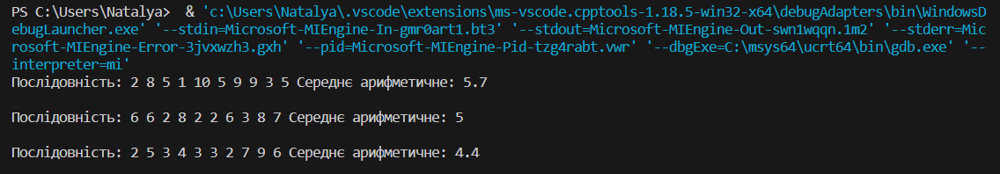 PS C:\Users\Natalya>  & 'c:\Users\Natalya\.vscode\extensions\ms-vscode.cpptools-1.18.5-win32-x64\debugAdapters\bin\WindowsD
ebugLauncher.exe' '--stdin=Microsoft-MIEngine-In-gmr0art1.bt3' '--stdout=Microsoft-MIEngine-Out-swn1wqqn.1m2' '--stderr=Mic
rosoft-MIEngine-Error-3jvxwzh3.gxh' '--pid=Microsoft-MIEngine-Pid-tzg4rabt.vwr' '--dbgExe=C:\msys64\ucrt64\bin\gdb.exe' '--
interpreter=mi'
Послідовність: 2 8 5 1 10 5 9 9 3 5 Середнє арифметичне: 5.7
Послідовність: 6 6 2 8 2 2 6 3 8 7 Середнє арифметичне: 5
Послідовність: 2 5 3 4 3 3 2 7 9 6 Середнє арифметичне: 4.4